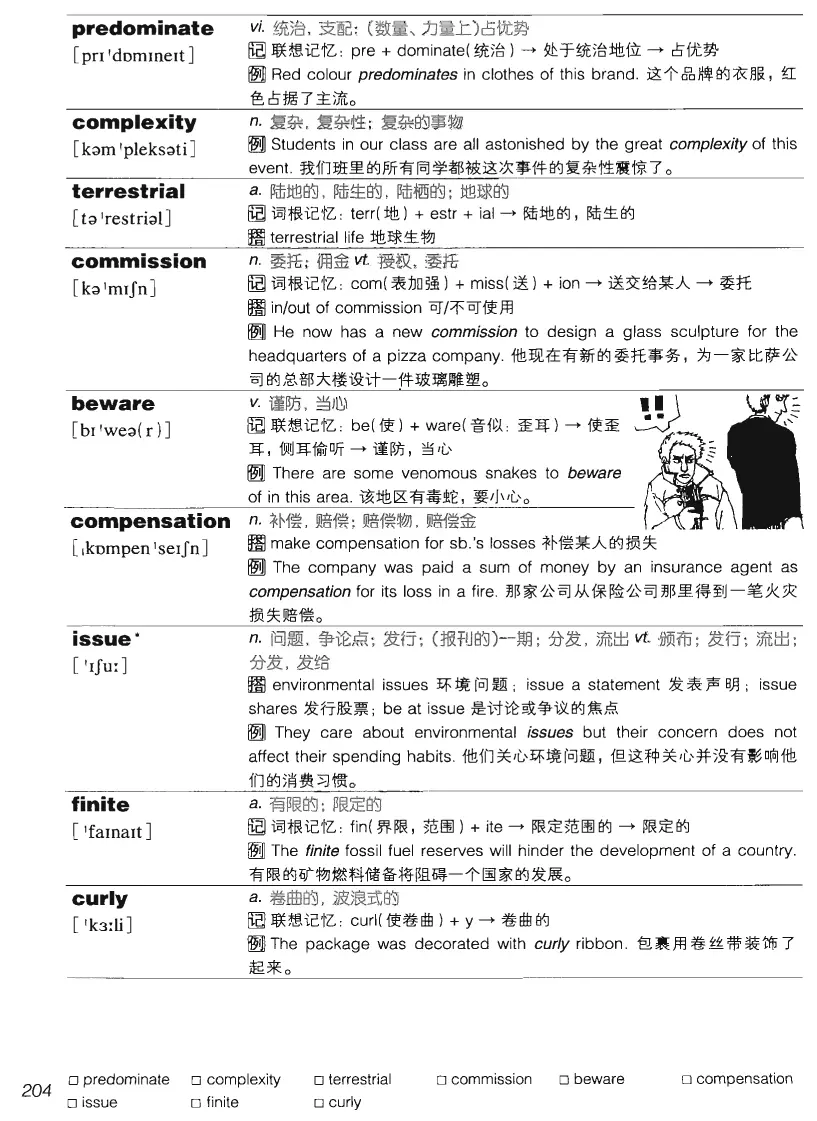 predominate vi. 统治，支配；(数量、力量上)占优势
[prɪˈdɒmɪneɪt] 记 联想记忆：pre + dominate(统治) → 处于统治地位 → 占优势
例 Red colour predominates in clothes of this brand. 这个品牌的衣服，红
色占据了主流。
complexity n. 复杂，复杂性；复杂的事物
[kəmˈpleksəti] 例 Students in our class are all astonished by the great complexity of this
event. 我们班里的所有同学都被这次事件的复杂性震惊了。
terrestrial a. 陆地的，陆生的，陆栖的；地球的
[təˈrestriəl] 记 词根记忆：terr(地) + estr + ial → 陆地的，陆生的
搭 terrestrial life 地球生物
commission n. 委托；佣金 vt. 授权，委托
[kəˈmɪʃn] 记 词根记忆：com(表加强) + miss(送) + ion → 送交给某人 → 委托
搭 in/out of commission 可/不可使用
例 He now has a new commission to design a glass sculpture for the
headquarters of a pizza company. 他现在有新的委托事务，为一家比萨公
司的总部大楼设计一件玻璃雕塑。
beware v. 谨防，当心
[bɪˈweə(r)] 记 联想记忆：be(使) + ware(音似：歪耳) → 使歪
耳，侧耳偷听 → 谨防，当心
例 There are some venomous snakes to beware
of in this area. 该地区有毒蛇，要小心。
!!
compensation n. 补偿，赔偿；赔偿物，赔偿金
[ˌkɒmpenˈseɪʃn] 搭 make compensation for sb.'s losses 补偿某人的损失
例 The company was paid a sum of money by an insurance agent as
compensation for its loss in a fire. 那家公司从保险公司那里得到一笔火灾
损失赔偿。
issue* n. 问题，争论点；发行；(报刊的)一期；分发，流出 vt. 颁布；发行；流出；
[ˈɪʃuː] 分发，发给
搭 environmental issues 环境问题；issue a statement 发表声明；issue
shares 发行股票；be at issue 是讨论或争议的焦点
例 They care about environmental issues but their concern does not
affect their spending habits. 他们关心环境问题，但这种关心并没有影响他
们的消费习惯。
finite a. 有限的；限定的
[ˈfaɪnaɪt] 记 词根记忆：fin(界限，范围) + ite → 限定范围的 → 限定的
例 The finite fossil fuel reserves will hinder the development of a country.
有限的矿物燃料储备将阻碍一个国家的发展。
curly a. 卷曲的，波浪式的
[ˈkɜːli] 记 联想记忆：curl(使卷曲) + y → 卷曲的
例 The package was decorated with curly ribbon. 包裹用卷丝带装饰了
起来。
204 □ predominate □ complexity □ terrestrial □ commission □ beware □ compensation
□ issue □ finite □ curly